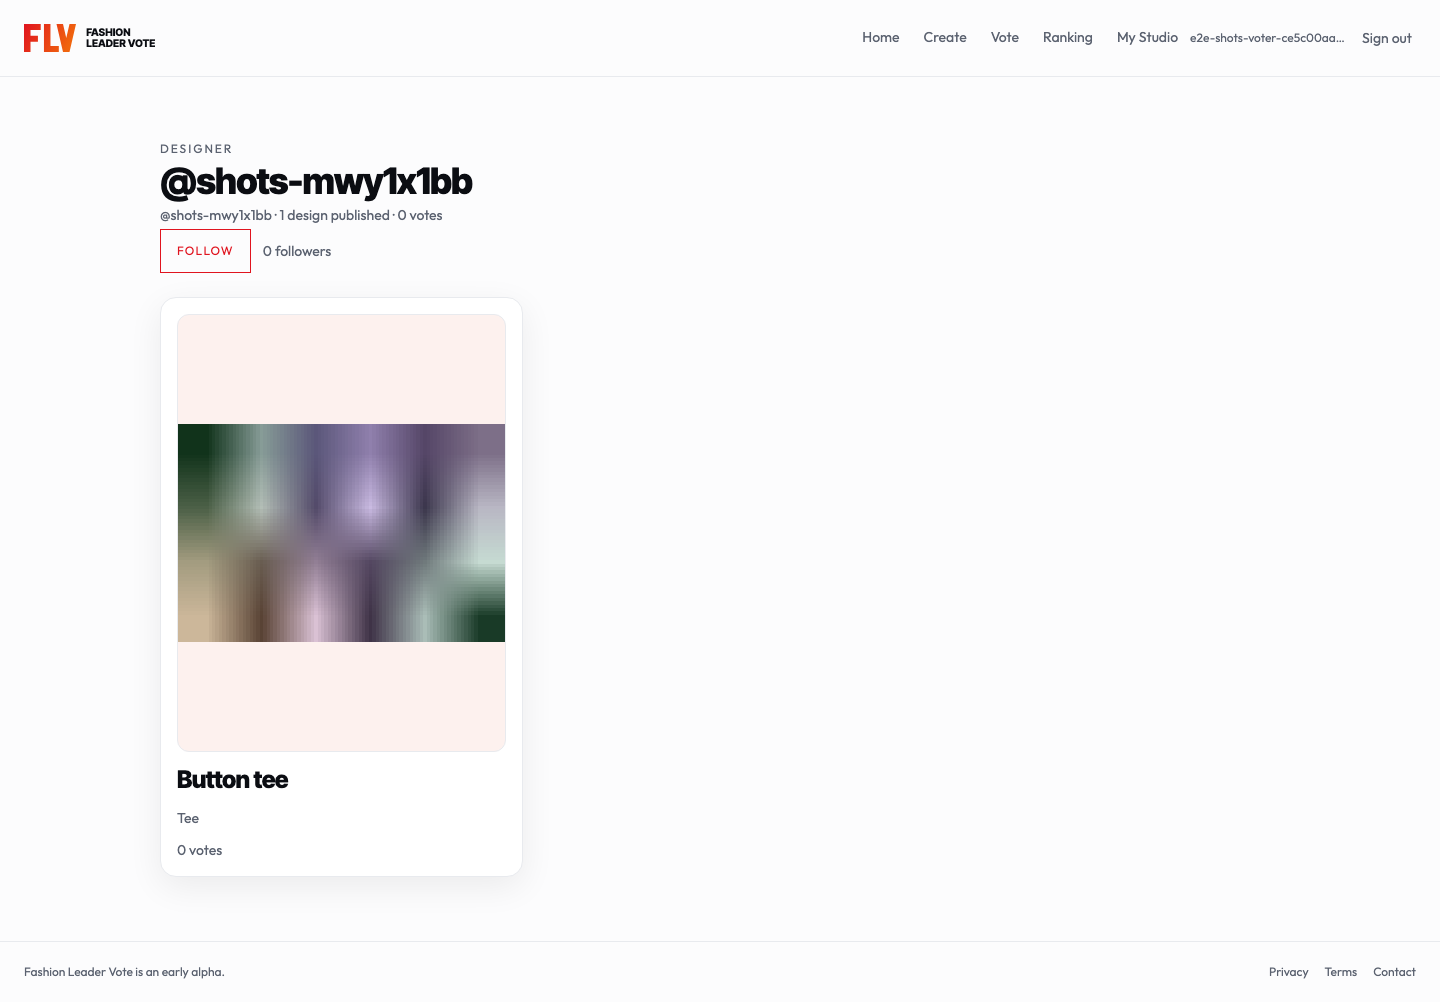 FLV FASHION
LEADER VOTE
Home Create Vote Ranking My Studio e2e-shots-voter-ce5c00aa... Sign out
DESIGNER
@shots-mwy1x1bb
@shots-mwy1x1bb · 1 design published · 0 votes
FOLLOW 0 followers
Button tee
Tee
0 votes
Fashion Leader Vote is an early alpha. Privacy Terms Contact